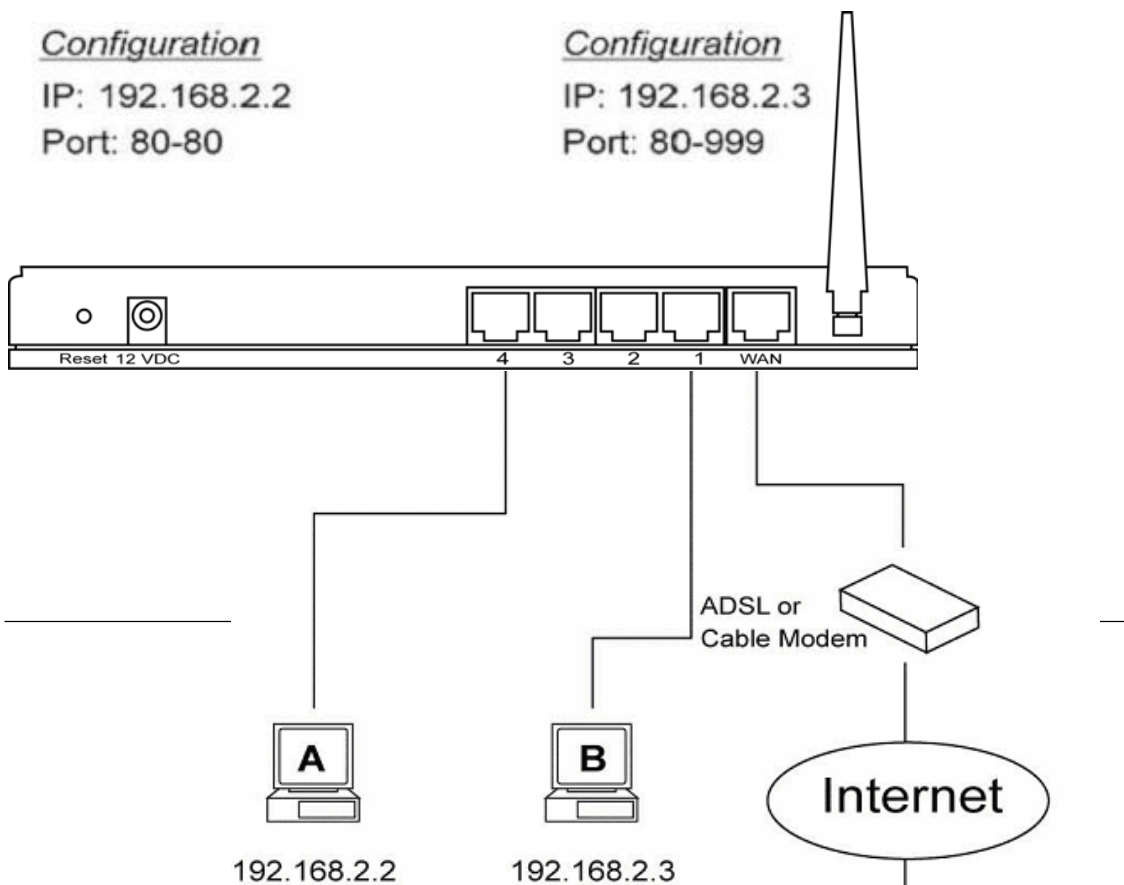 Configuration
IP: 192.168.2.2
Port: 80-80
Configuration
IP: 192.168.2.3
Port: 80-999
Reset 12 VDC 4 3 2 1 WAN
ADSL or
Cable Modem
A
B
Internet
192.168.2.2
192.168.2.3